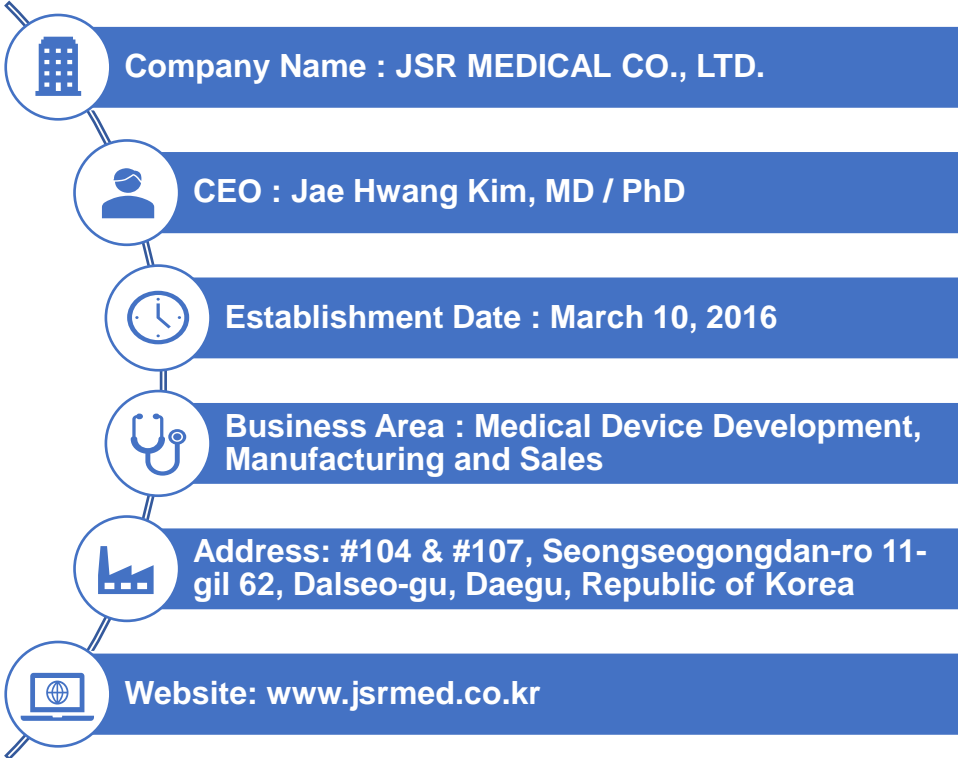 Company Name : JSR MEDICAL CO., LTD.
CEO : Jae Hwang Kim, MD / PhD
Establishment Date : March 10, 2016
Business Area : Medical Device Development,
Manufacturing and Sales
Address: #104 & #107, Seongseogongdan-ro 11-
gil 62, Dalseo-gu, Daegu, Republic of Korea
Website: www.jsrmed.co.kr